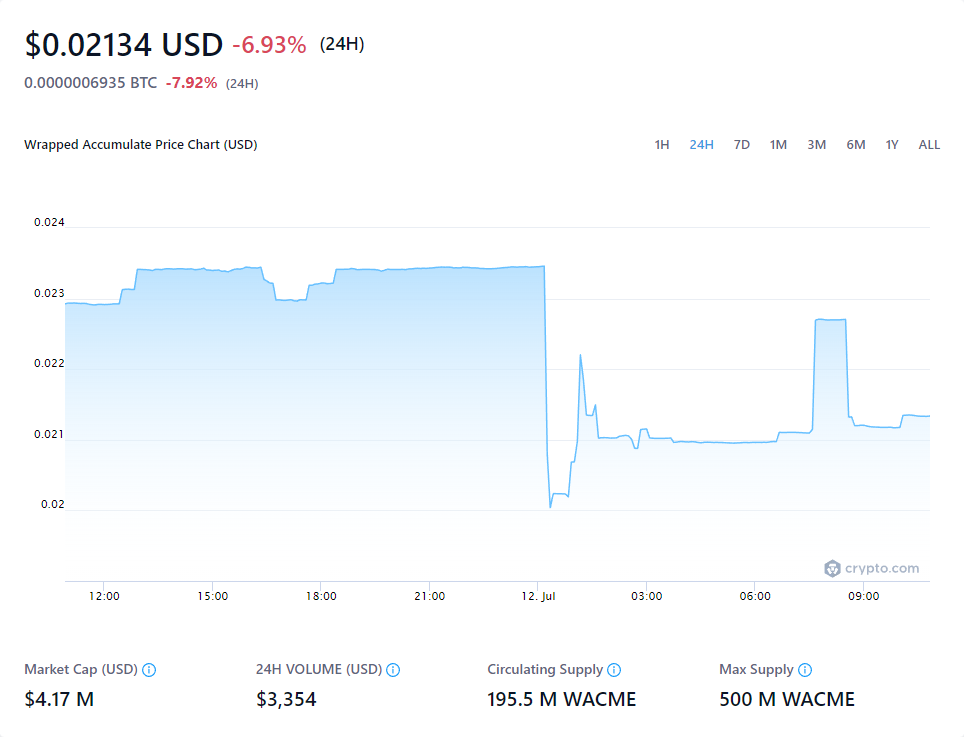 $0.02134 USD -6.93% (24H)
0.0000006935 BTC -7.92% (24H)
Wrapped Accumulate Price Chart (USD) 1H 24H 7D 1M 3M 6M 1Y ALL
0.024
0.023
0.022
0.021
0.02
crypto.com
12:00 15:00 18:00 21:00 12. Jul 03:00 06:00 09:00
Market Cap (USD) 24H VOLUME (USD) Circulating Supply Max Supply
$4.17 M $3,354 195.5 M WACME 500 M WACME